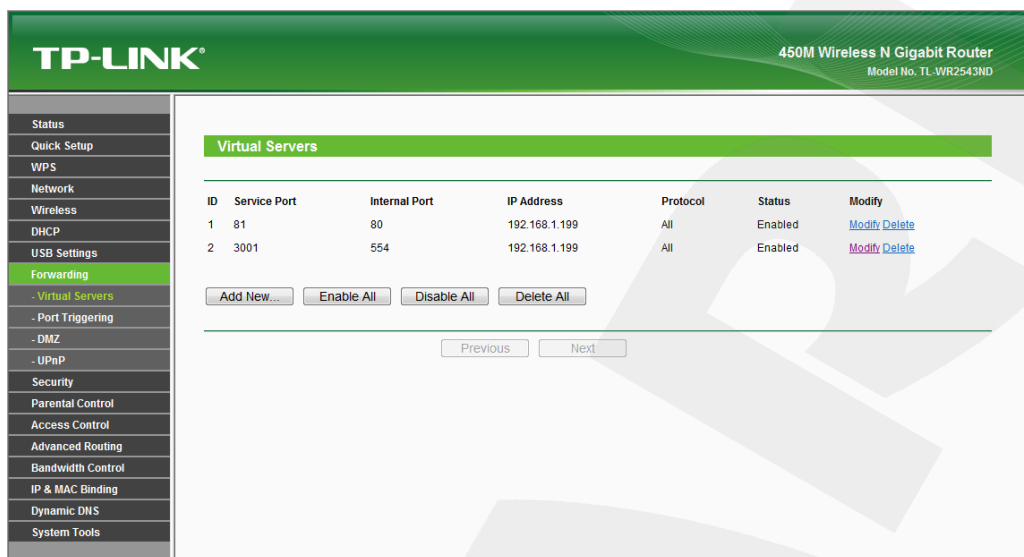 TP-LINK®
450M Wireless N Gigabit Router
Model No. TL-WR2543ND
Status
Quick Setup
WPS
Network
Wireless
DHCP
USB Settings
Forwarding
- Virtual Servers
- Port Triggering
- DMZ
- UPnP
Security
Parental Control
Access Control
Advanced Routing
Bandwidth Control
IP & MAC Binding
Dynamic DNS
System Tools
Virtual Servers
ID Service Port Internal Port IP Address Protocol Status Modify
1 81 80 192.168.1.199 All Enabled Modify Delete
2 3001 554 192.168.1.199 All Enabled Modify Delete
Add New... Enable All Disable All Delete All
Previous Next